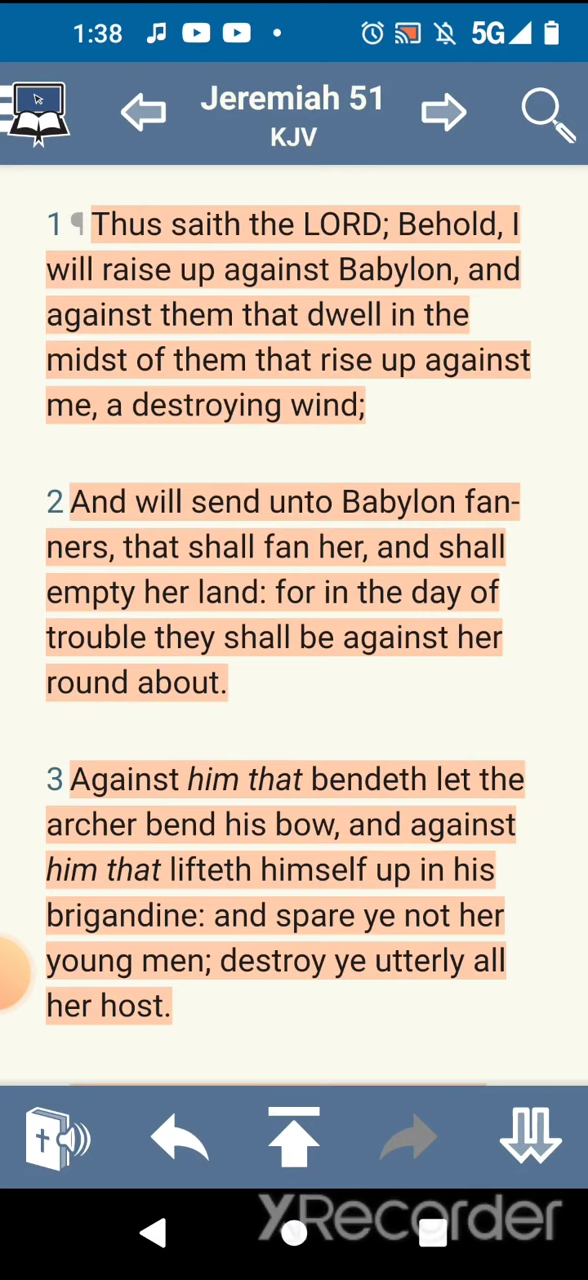 1:38
5G
Jeremiah 51
KJV
1 ¶ Thus saith the LORD; Behold, I
will raise up against Babylon, and
against them that dwell in the
midst of them that rise up against
me, a destroying wind;
2 And will send unto Babylon fan-
ners, that shall fan her, and shall
empty her land: for in the day of
trouble they shall be against her
round about.
3 Against him that bendeth let the
archer bend his bow, and against
him that lifteth himself up in his
brigandine: and spare ye not her
young men; destroy ye utterly all
her host.
XRecorder